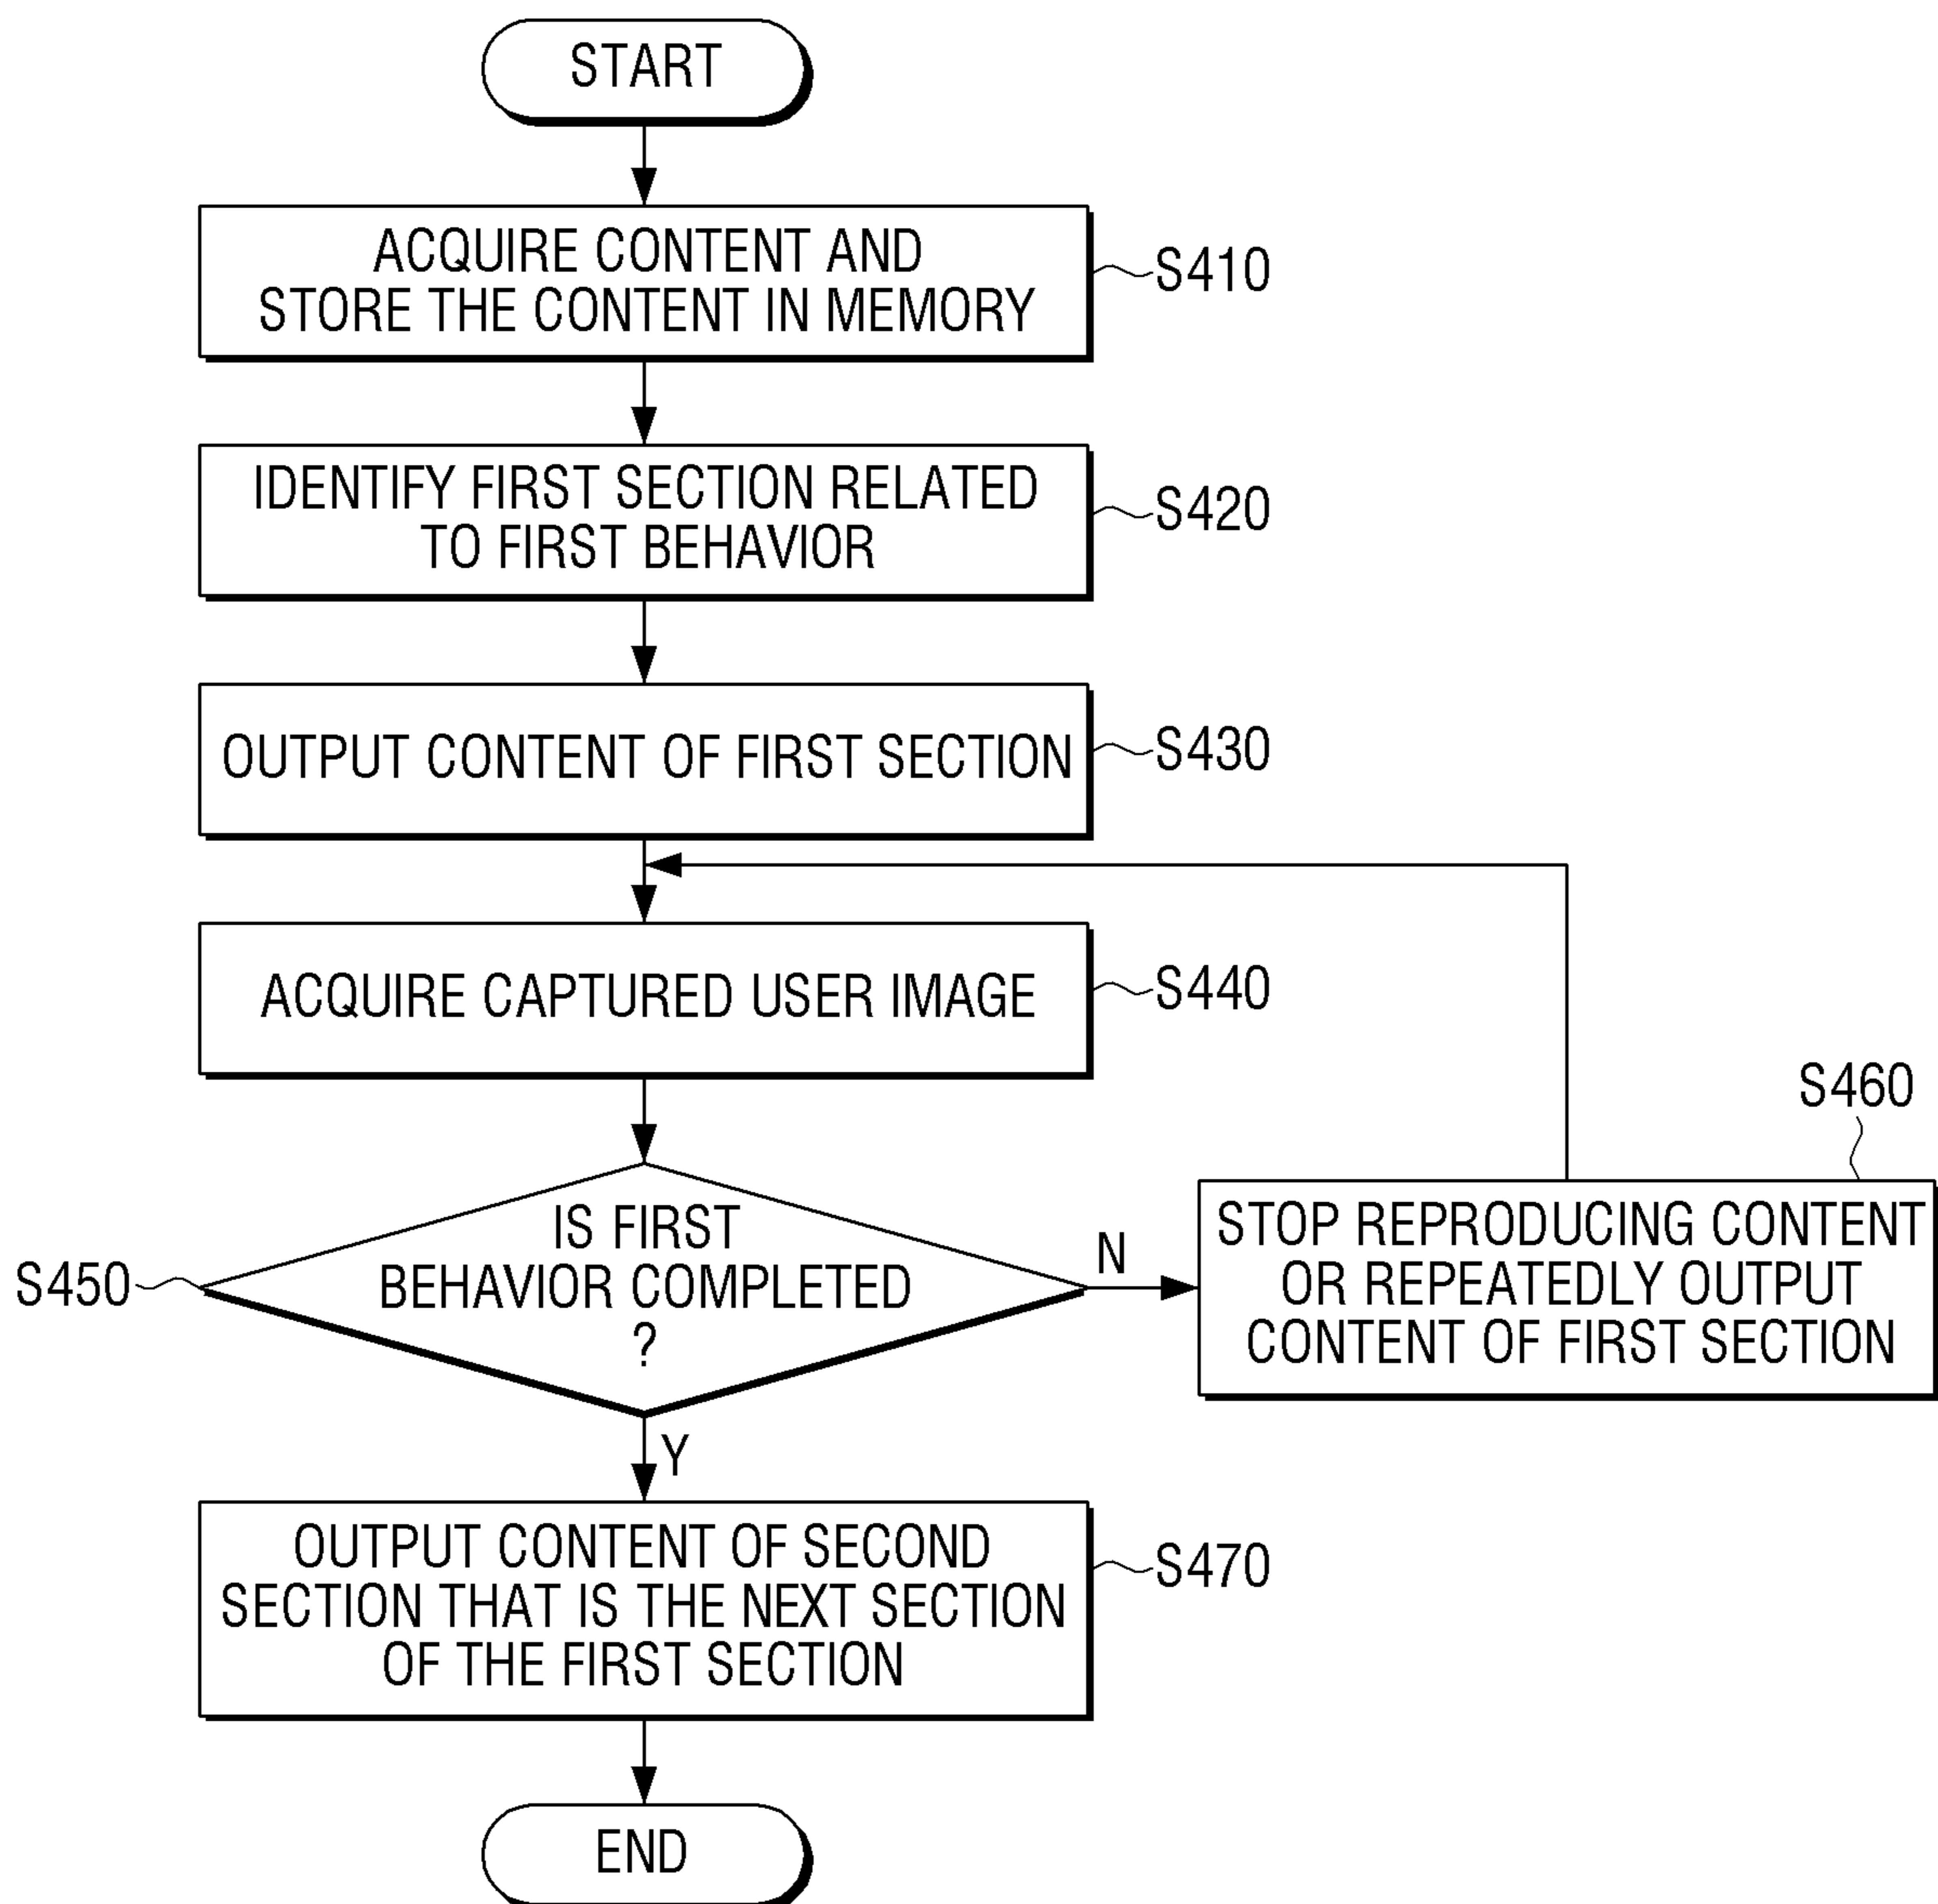 START
ACQUIRE CONTENT AND
STORE THE CONTENT IN MEMORY
S410
IDENTIFY FIRST SECTION RELATED
TO FIRST BEHAVIOR
S420
OUTPUT CONTENT OF FIRST SECTION
S430
ACQUIRE CAPTURED USER IMAGE
S440
IS FIRST
BEHAVIOR COMPLETED
?
S450
N
S460
STOP REPRODUCING CONTENT
OR REPEATEDLY OUTPUT
CONTENT OF FIRST SECTION
Y
OUTPUT CONTENT OF SECOND
SECTION THAT IS THE NEXT SECTION
OF THE FIRST SECTION
S470
END